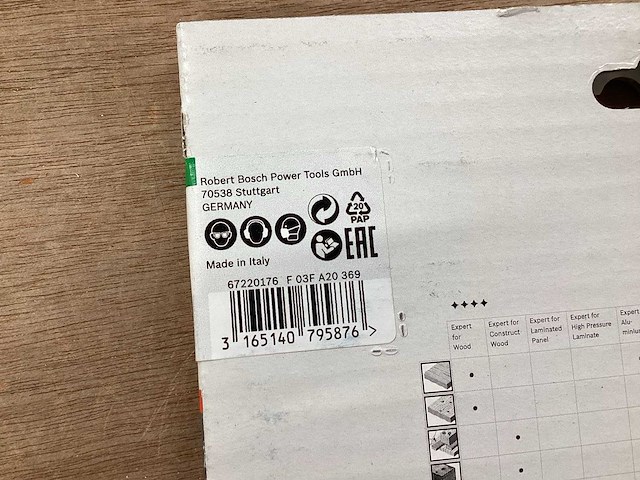 Robert Bosch Power Tools GmbH
70538 Stuttgart
GERMANY
20
PAP
EAC
Made in Italy
67220176 F 03F A20 369
3 165140 795876 >
Expert for Wood
Expert for Construct Wood
Expert for Laminated Panel
Expert for High Pressure Laminate
Expert Alu- miniu